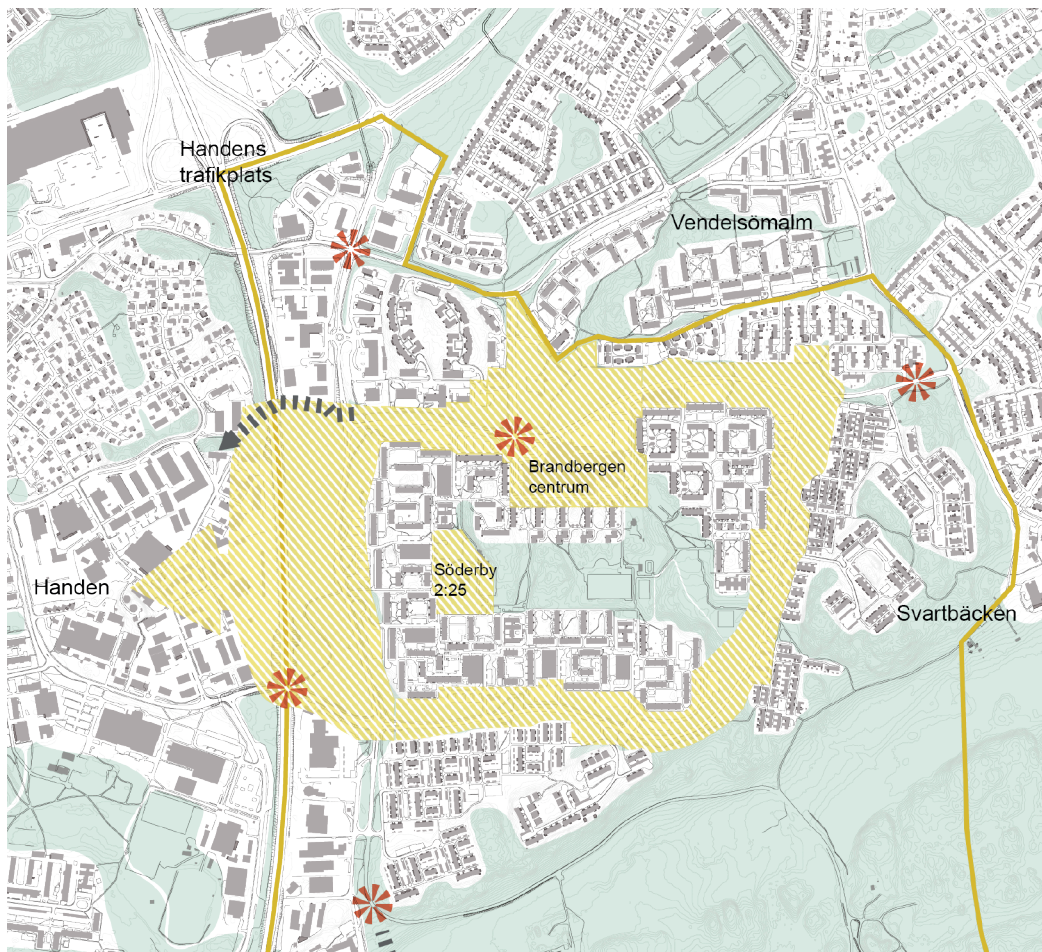 Handens
trafikplats
Vendelsömalm
Brandbergen
centrum
Söderby
2:25
Handen
Svartbäcken